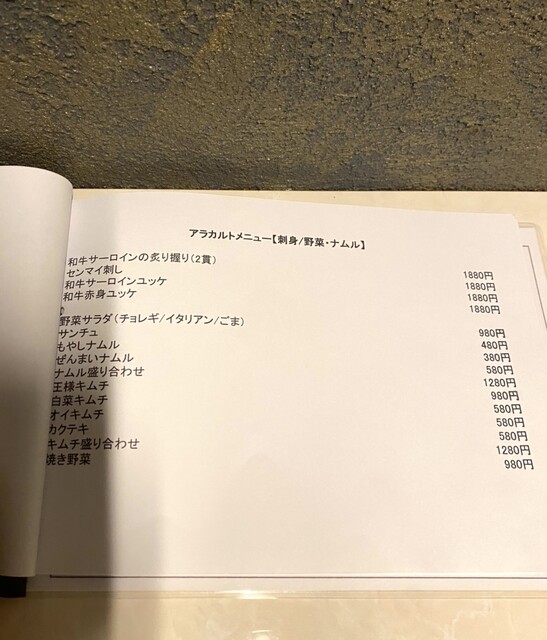 アラカルトメニュー【刺身/野菜・ナムル】
和牛サーロインの炙り握り(2貫) 1880円
センマイ刺し 1880円
和牛サーロインユッケ 1880円
和牛赤身ユッケ 1880円
野菜サラダ(チョレギ/イタリアン/ごま) 980円
サンチュ 480円
もやしナムル 380円
ぜんまいナムル 580円
ナムル盛り合わせ 1280円
王様キムチ 980円
白菜キムチ 580円
オイキムチ 580円
カクテキ 580円
キムチ盛り合わせ 1280円
焼き野菜 980円